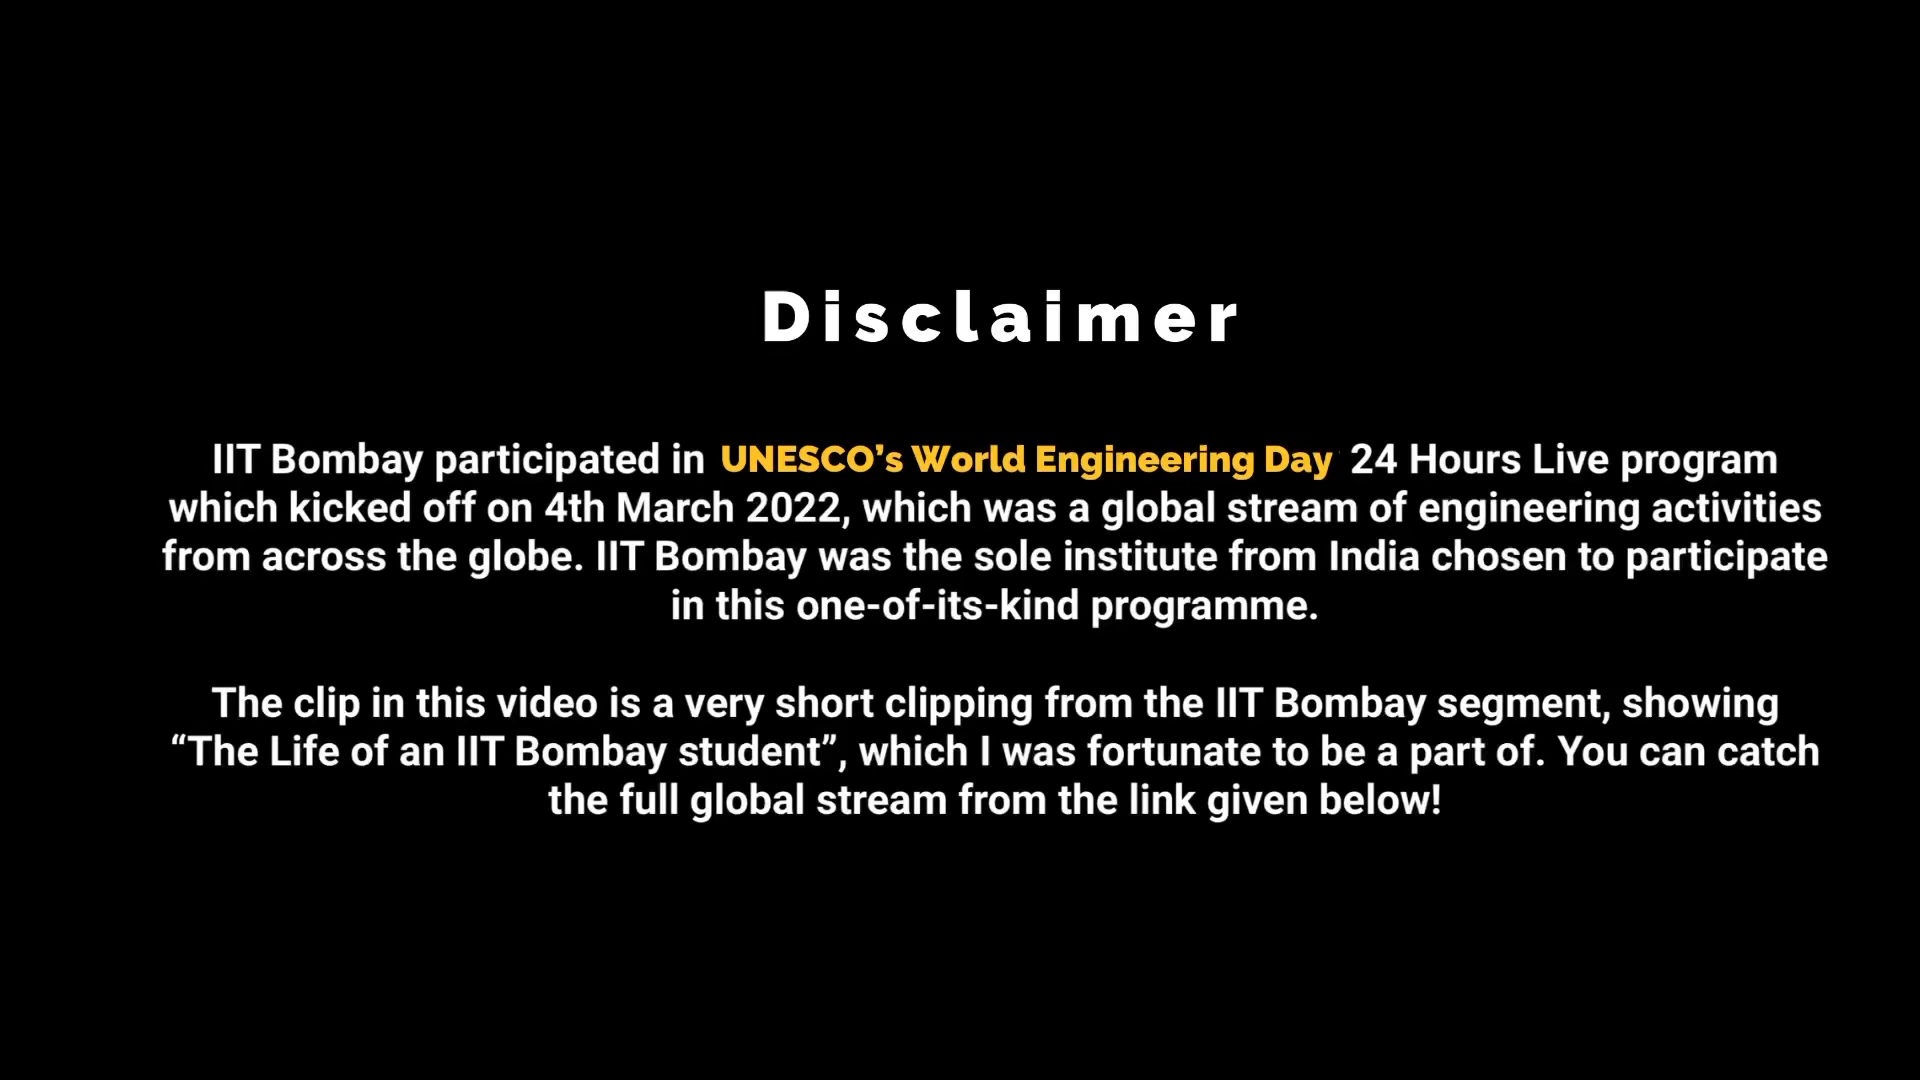 Disclaimer
IIT Bombay participated in UNESCO’s World Engineering Day 24 Hours Live program
which kicked off on 4th March 2022, which was a global stream of engineering activities
from across the globe. IIT Bombay was the sole institute from India chosen to participate
in this one-of-its-kind programme.
The clip in this video is a very short clipping from the IIT Bombay segment, showing
“The Life of an IIT Bombay student”, which I was fortunate to be a part of. You can catch
the full global stream from the link given below!